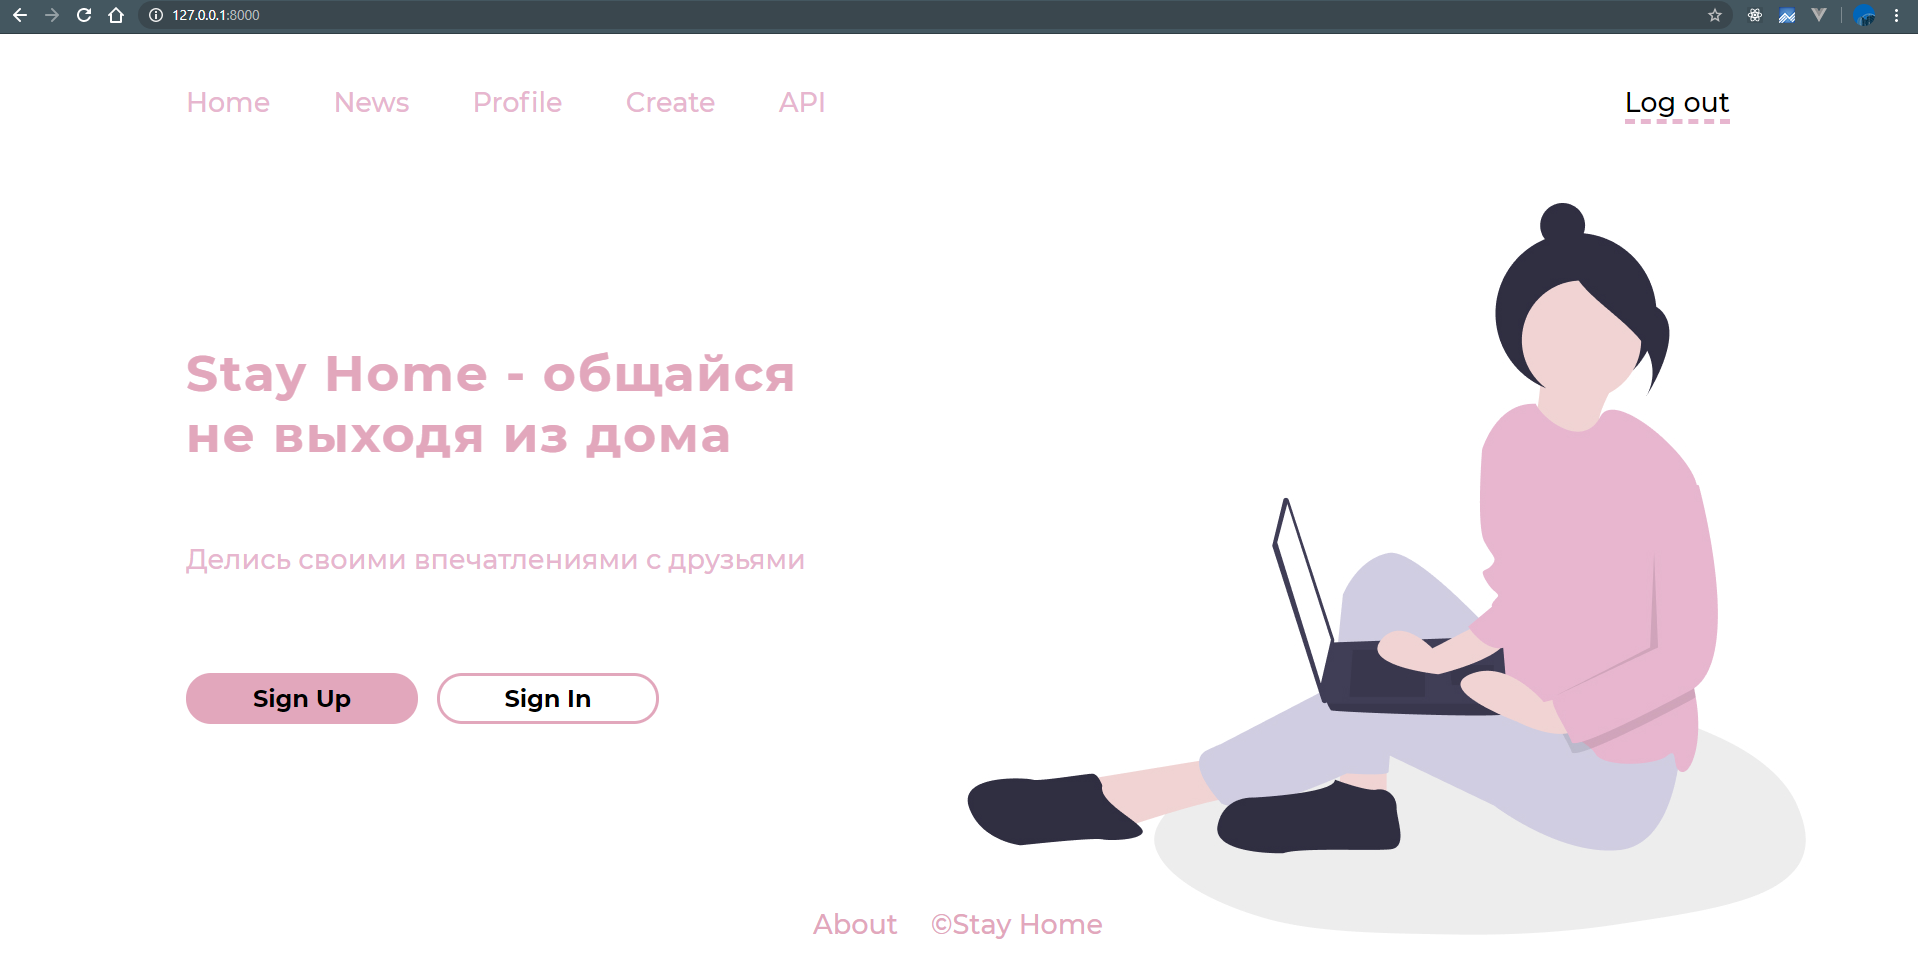 127.0.0.1:8000
Home News Profile Create API Log out
Stay Home - общайся
не выходя из дома
Делись своими впечатлениями с друзьями
Sign Up Sign In
About ©Stay Home